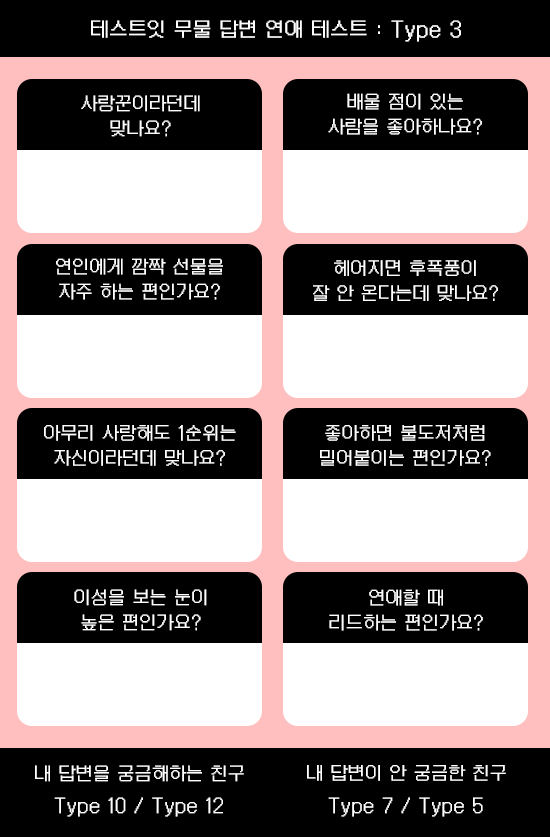 테스트잇 무물 답변 연애 테스트 : Type 3
사랑꾼이라던데
맞나요?
배울 점이 있는
사람을 좋아하나요?
연인에게 깜짝 선물을
자주 하는 편인가요?
헤어지면 후폭풍이
잘 안 온다는데 맞나요?
아무리 사랑해도 1순위는
자신이라던데 맞나요?
좋아하면 불도저처럼
밀어붙이는 편인가요?
이성을 보는 눈이
높은 편인가요?
연애할 때
리드하는 편인가요?
내 답변을 궁금해하는 친구
Type 10 / Type 12
내 답변이 안 궁금한 친구
Type 7 / Type 5